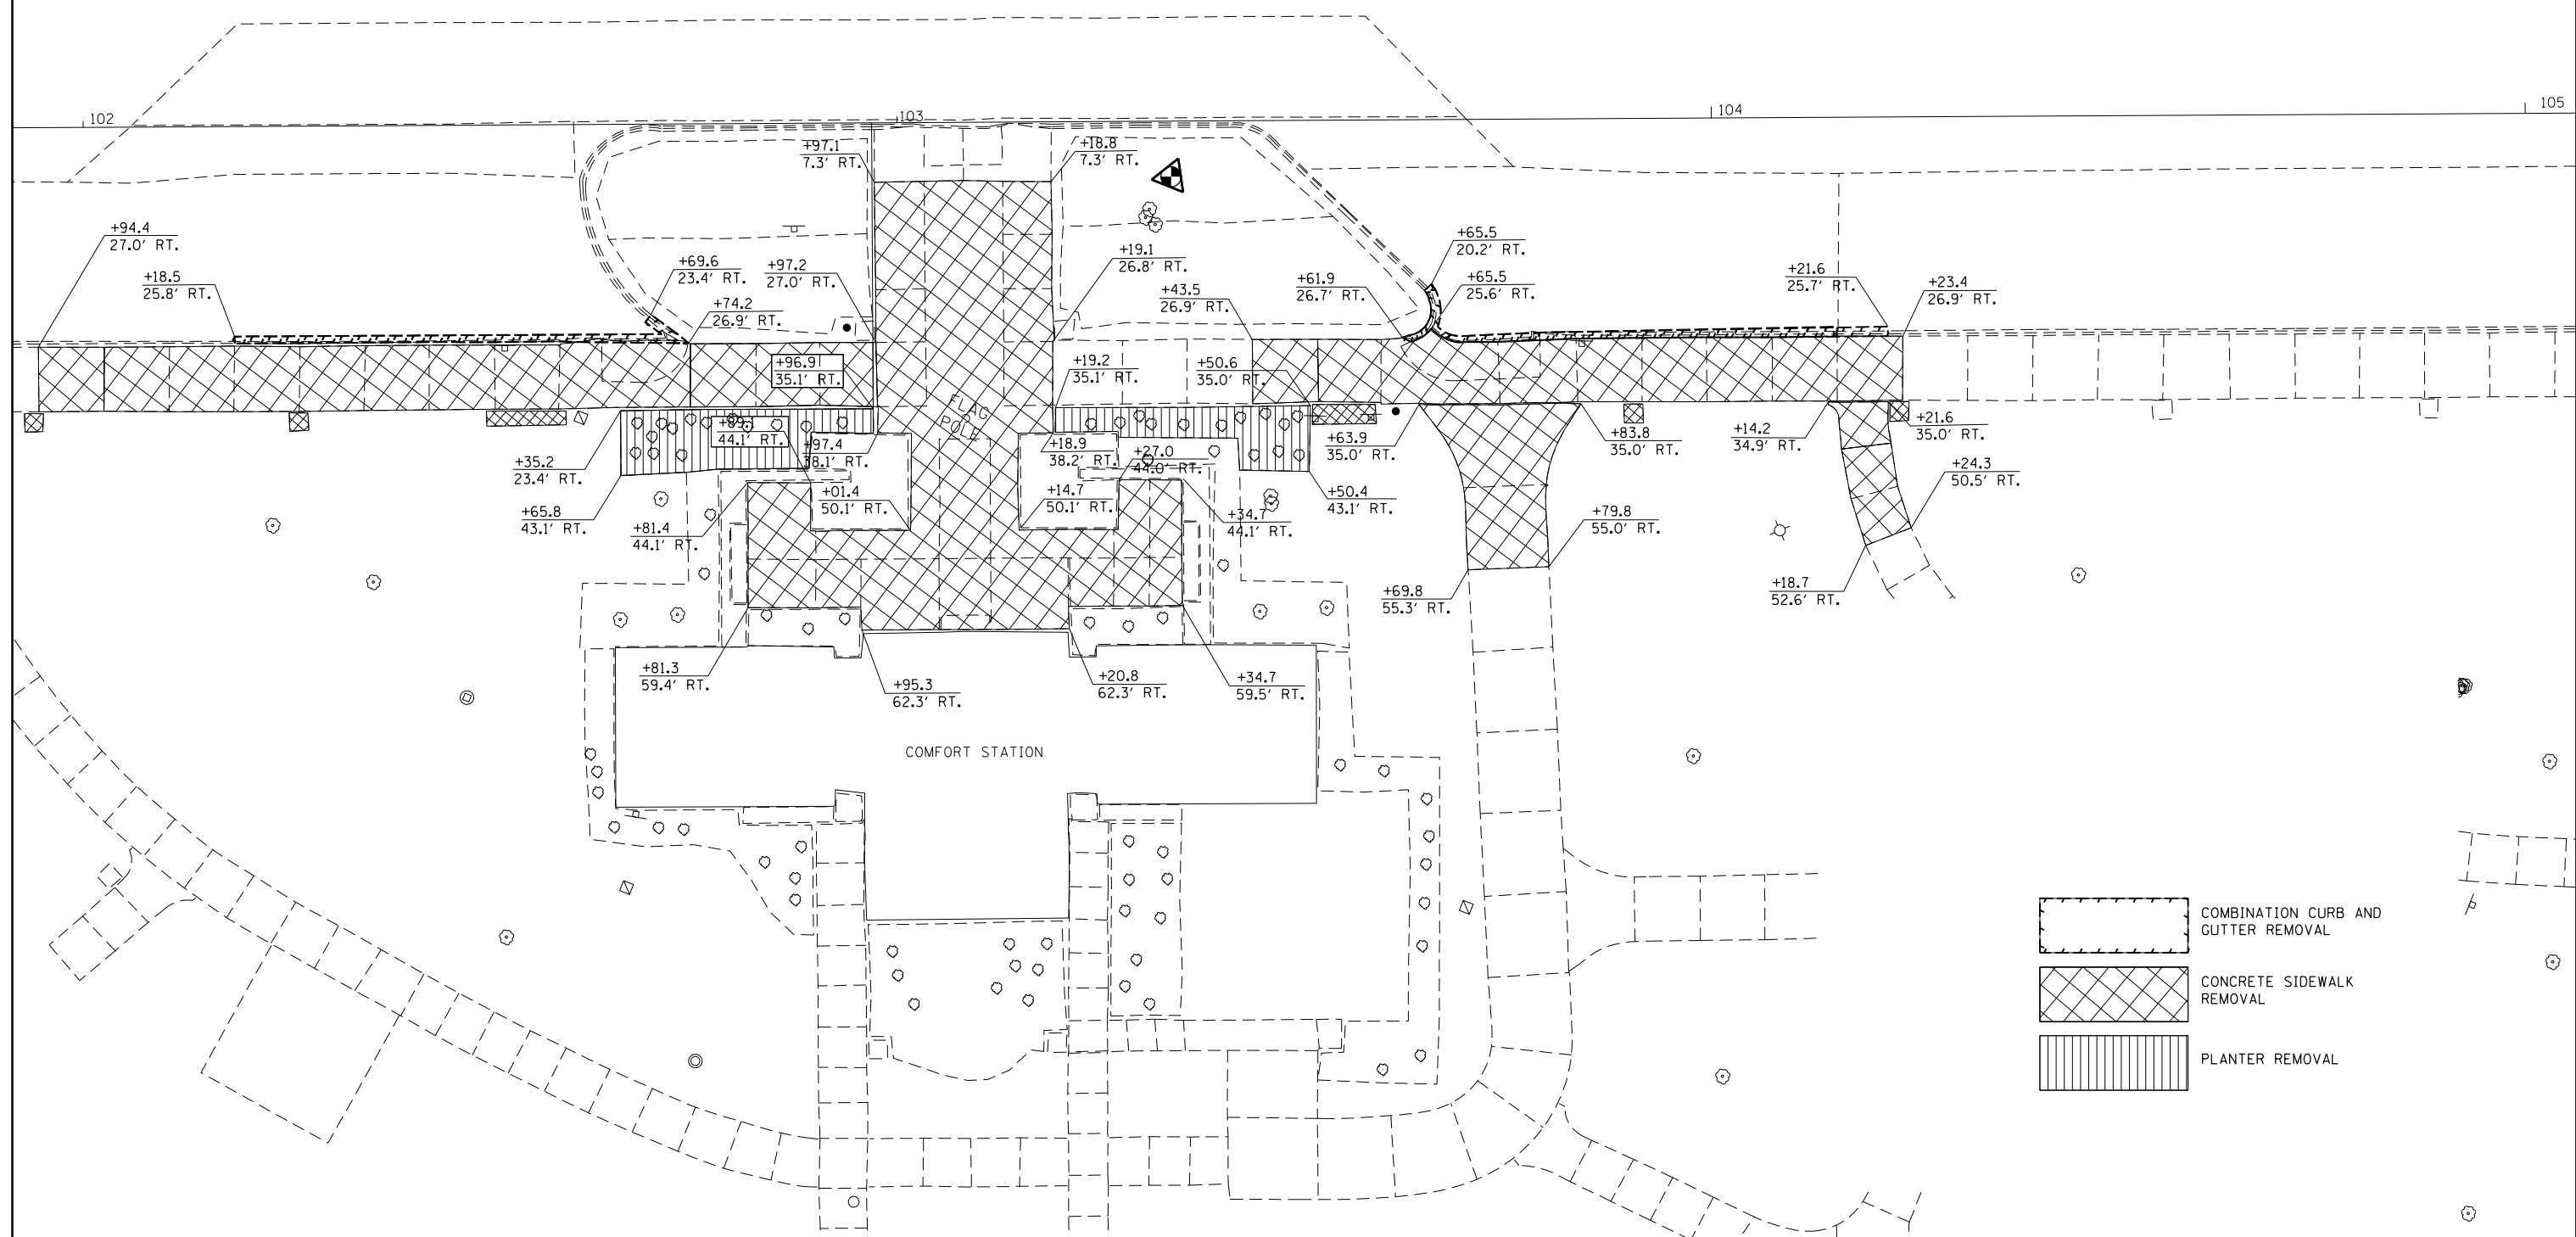 102
103
104
105
+97.1
7.3' RT.
+18.8
7.3' RT.
+94.4
27.0' RT.
+18.5
25.8' RT.
+69.6
23.4' RT.
+97.2
27.0' RT.
+74.2
26.9' RT.
+19.1
26.8' RT.
+43.5
26.9' RT.
+61.9
26.7' RT.
+65.5
20.2' RT.
+65.5
25.6' RT.
+21.6
25.7' RT.
+23.4
26.9' RT.
+96.9
35.1' RT.
+19.2
35.1' RT.
+50.6
35.0' RT.
FLAG
POLE
+89.1
44.1' RT.
+97.4
38.1' RT.
+18.9
38.2' RT.
+27.0
44.0' RT.
+63.9
35.0' RT.
+83.8
35.0' RT.
+14.2
34.9' RT.
+21.6
35.0' RT.
+35.2
23.4' RT.
+65.8
43.1' RT.
+81.4
44.1' RT.
+01.4
50.1' RT.
+14.7
50.1' RT.
+34.7
44.1' RT.
+50.4
43.1' RT.
+79.8
55.0' RT.
+24.3
50.5' RT.
+69.8
55.3' RT.
+18.7
52.6' RT.
+81.3
59.4' RT.
+95.3
62.3' RT.
+20.8
62.3' RT.
+34.7
59.5' RT.
COMFORT STATION
COMBINATION CURB AND
GUTTER REMOVAL
CONCRETE SIDEWALK
REMOVAL
PLANTER REMOVAL